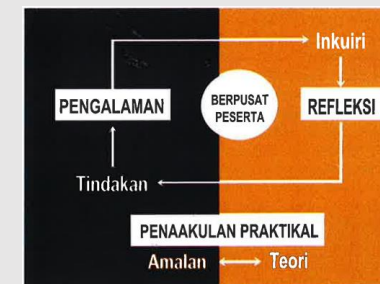 Inkuiri
PENGALAMAN
BERPUSAT
PESERTA
REFLEKSI
Tindakan
PENAAKULAN PRAKTIKAL
Amalan
Teori